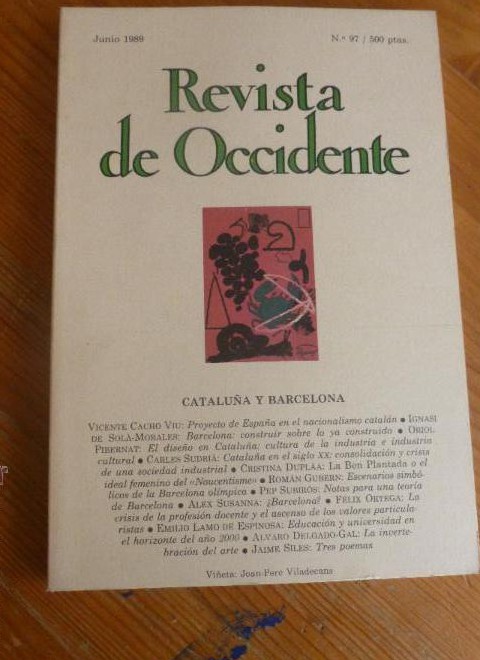 Junio 1989
N.º 97 / 500 ptas.
Revista
de Occidente
CATALUÑA Y BARCELONA
VICENTE CACHO VIU: Proyecto de España en el nacionalismo catalán ● IGNASI
DE SOLÀ-MORALES: Barcelona: construir sobre lo ya construido ● ORIOL
PIBERNAT: El diseño en Cataluña: cultura de la industria e industria
cultural ● CARLES SUDRIÀ: Cataluña en el siglo XX: consolidación y crisis
de una sociedad industrial ● CRISTINA DUPLÁA: La Ben Plantada o el
ideal femenino del «Noucentisme» ● ROMÁN GUBERN: Escenarios simbó-
licos de la Barcelona olímpica ● PEP SUBIRÓS: Notas para una teoría
de Barcelona ● ALEX SUSANNA: ¿Barcelona? ● FÉLIX ORTEGA: La
crisis de la profesión docente y el ascenso de los valores particula-
ristas ● EMILIO LAMO DE ESPINOSA: Educación y universidad en
el horizonte del año 2000 ● ALVARO DELGADO-GAL: La inverte-
bración del arte ● JAIME SILES: Tres poemas
Viñeta: Joan-Pere Viladecans